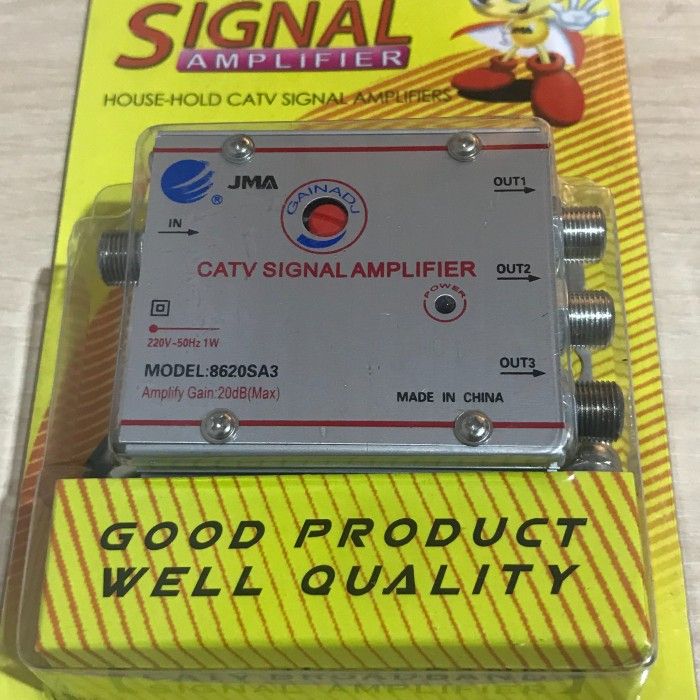 SIGNAL
AMPLIFIER
HOUSE-HOLD CATV SIGNAL AMPLIFIERS
® JMA
GAINADJ
OUT1
IN
CATV SIGNAL AMPLIFIER
OUT2
POWER
220V~50Hz 1W
OUT3
MODEL:8620SA3
Amplify Gain:20dB(Max)
MADE IN CHINA
GOOD PRODUCT
WELL QUALITY